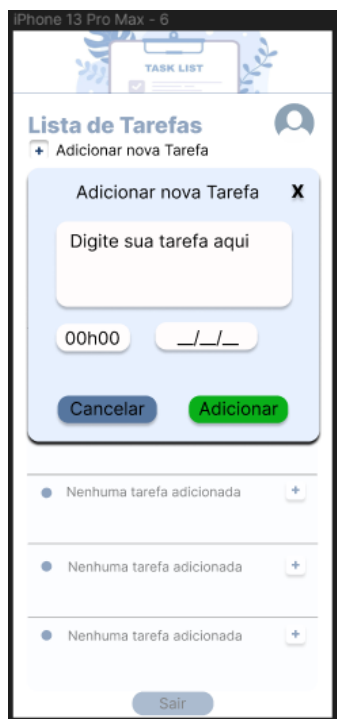 iPhone 13 Pro Max - 6
TASK LIST
Lista de Tarefas
+ Adicionar nova Tarefa
Adicionar nova Tarefa X
Digite sua tarefa aqui
00h00 __/__/__
Cancelar Adicionar
Nenhuma tarefa adicionada +
Nenhuma tarefa adicionada +
Nenhuma tarefa adicionada +
Sair